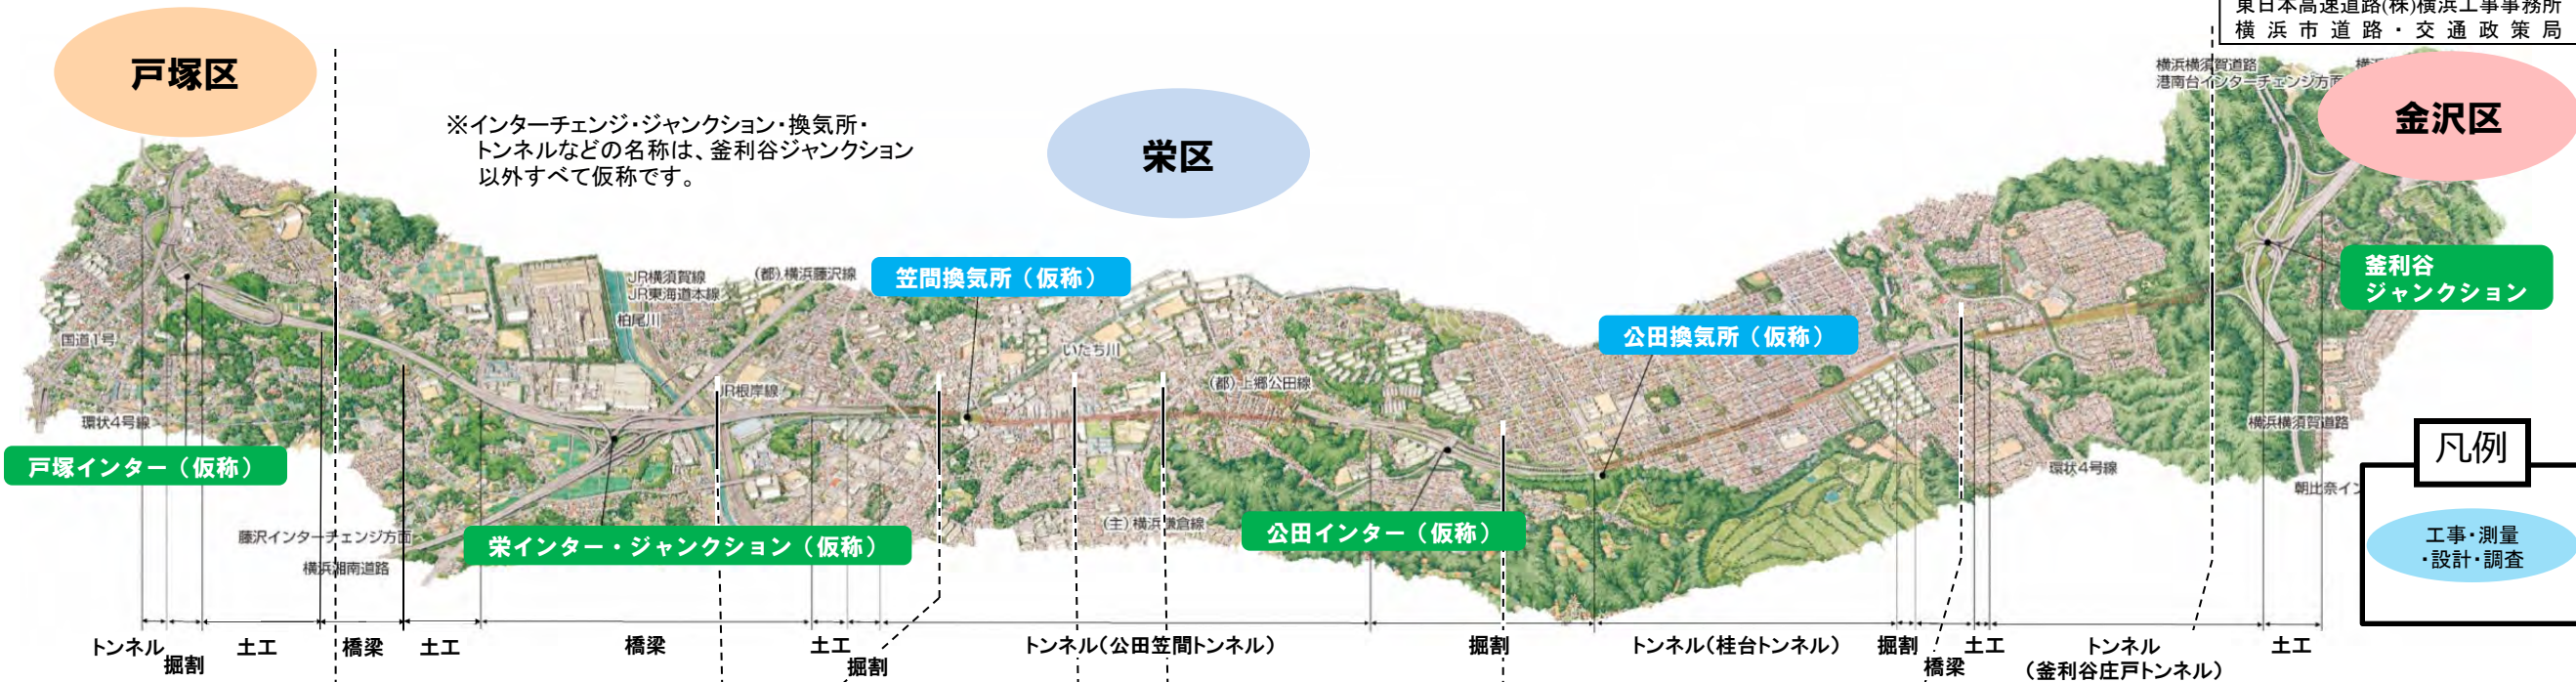 東日本高速道路(株)横浜工事事務所
横浜市道路・交通政策局
戸塚区
※インターチェンジ・ジャンクション・換気所・
トンネルなどの名称は、釜利谷ジャンクション
以外すべて仮称です。
栄区
金沢区
横浜横須賀道路
港南台インターチェンジ方面
JR横須賀線
JR東海道本線
柏尾川
(都)横浜藤沢線
笠間換気所（仮称）
釜利谷
ジャンクション
国道1号
いたち川
公田換気所（仮称）
JR根岸線
(都)上郷公田線
環状4号線
横浜横須賀道路
戸塚インター（仮称）
環状4号線
朝比奈イン
凡例
工事・測量
・設計・調査
藤沢インターチェンジ方面
横浜湘南道路
栄インター・ジャンクション（仮称）
(主)横浜鎌倉線
公田インター（仮称）
トンネル
掘割
土工
橋梁
土工
橋梁
土工
掘割
トンネル(公田笠間トンネル)
掘割
トンネル(桂台トンネル)
掘割
橋梁
土工
トンネル
(釜利谷庄戸トンネル)
土工